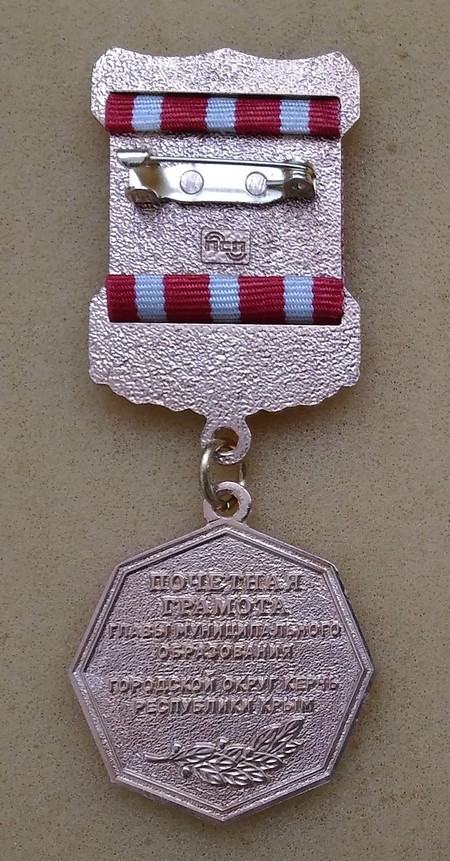 ПОЧЕТНАЯ
ГРАМОТА
ГЛАВЫ МУНИЦИПАЛЬНОГО
ОБРАЗОВАНИЯ
ГОРОДСКОЙ ОКРУГ КЕРЧЬ
РЕСПУБЛИКИ КРЫМ